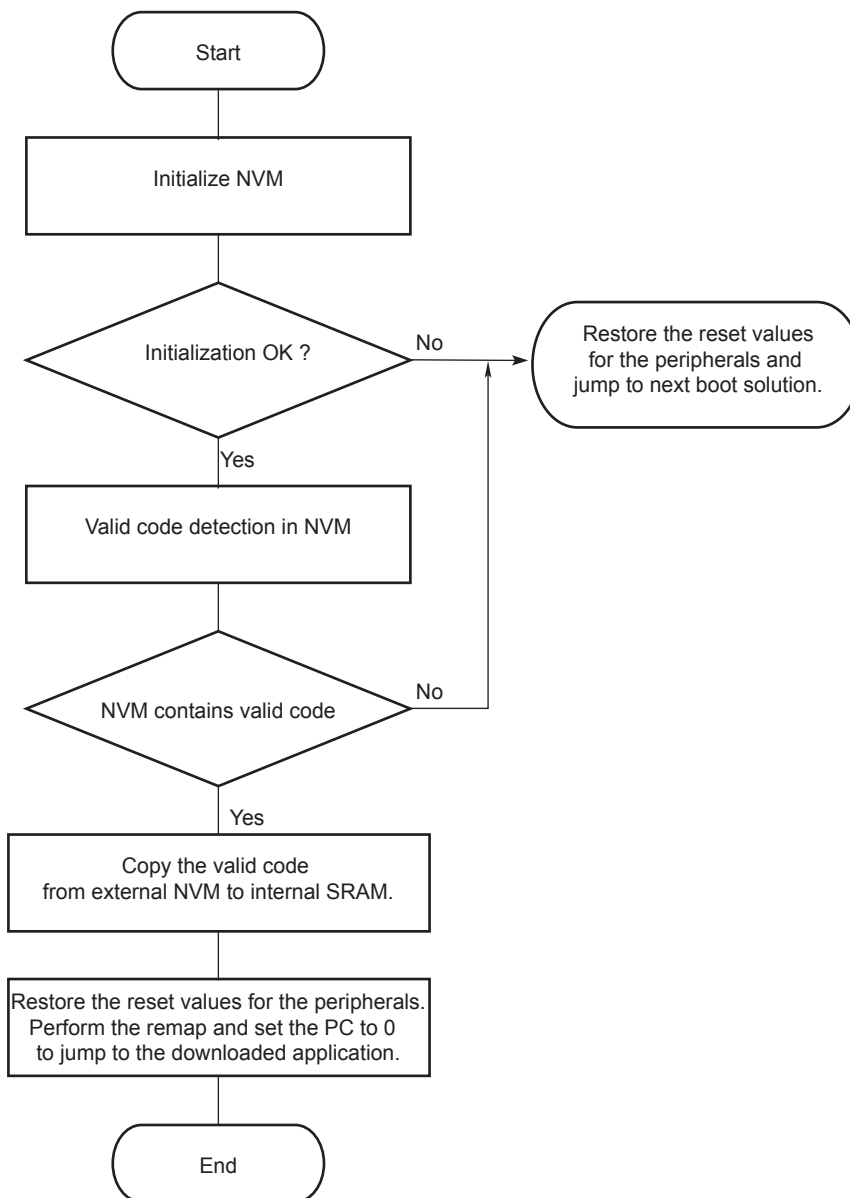 Start
Initialize NVM
Initialization OK ?
No
Restore the reset values
for the peripherals and
jump to next boot solution.
Yes
Valid code detection in NVM
NVM contains valid code
No
Yes
Copy the valid code
from external NVM to internal SRAM.
Restore the reset values for the peripherals.
Perform the remap and set the PC to 0
to jump to the downloaded application.
End